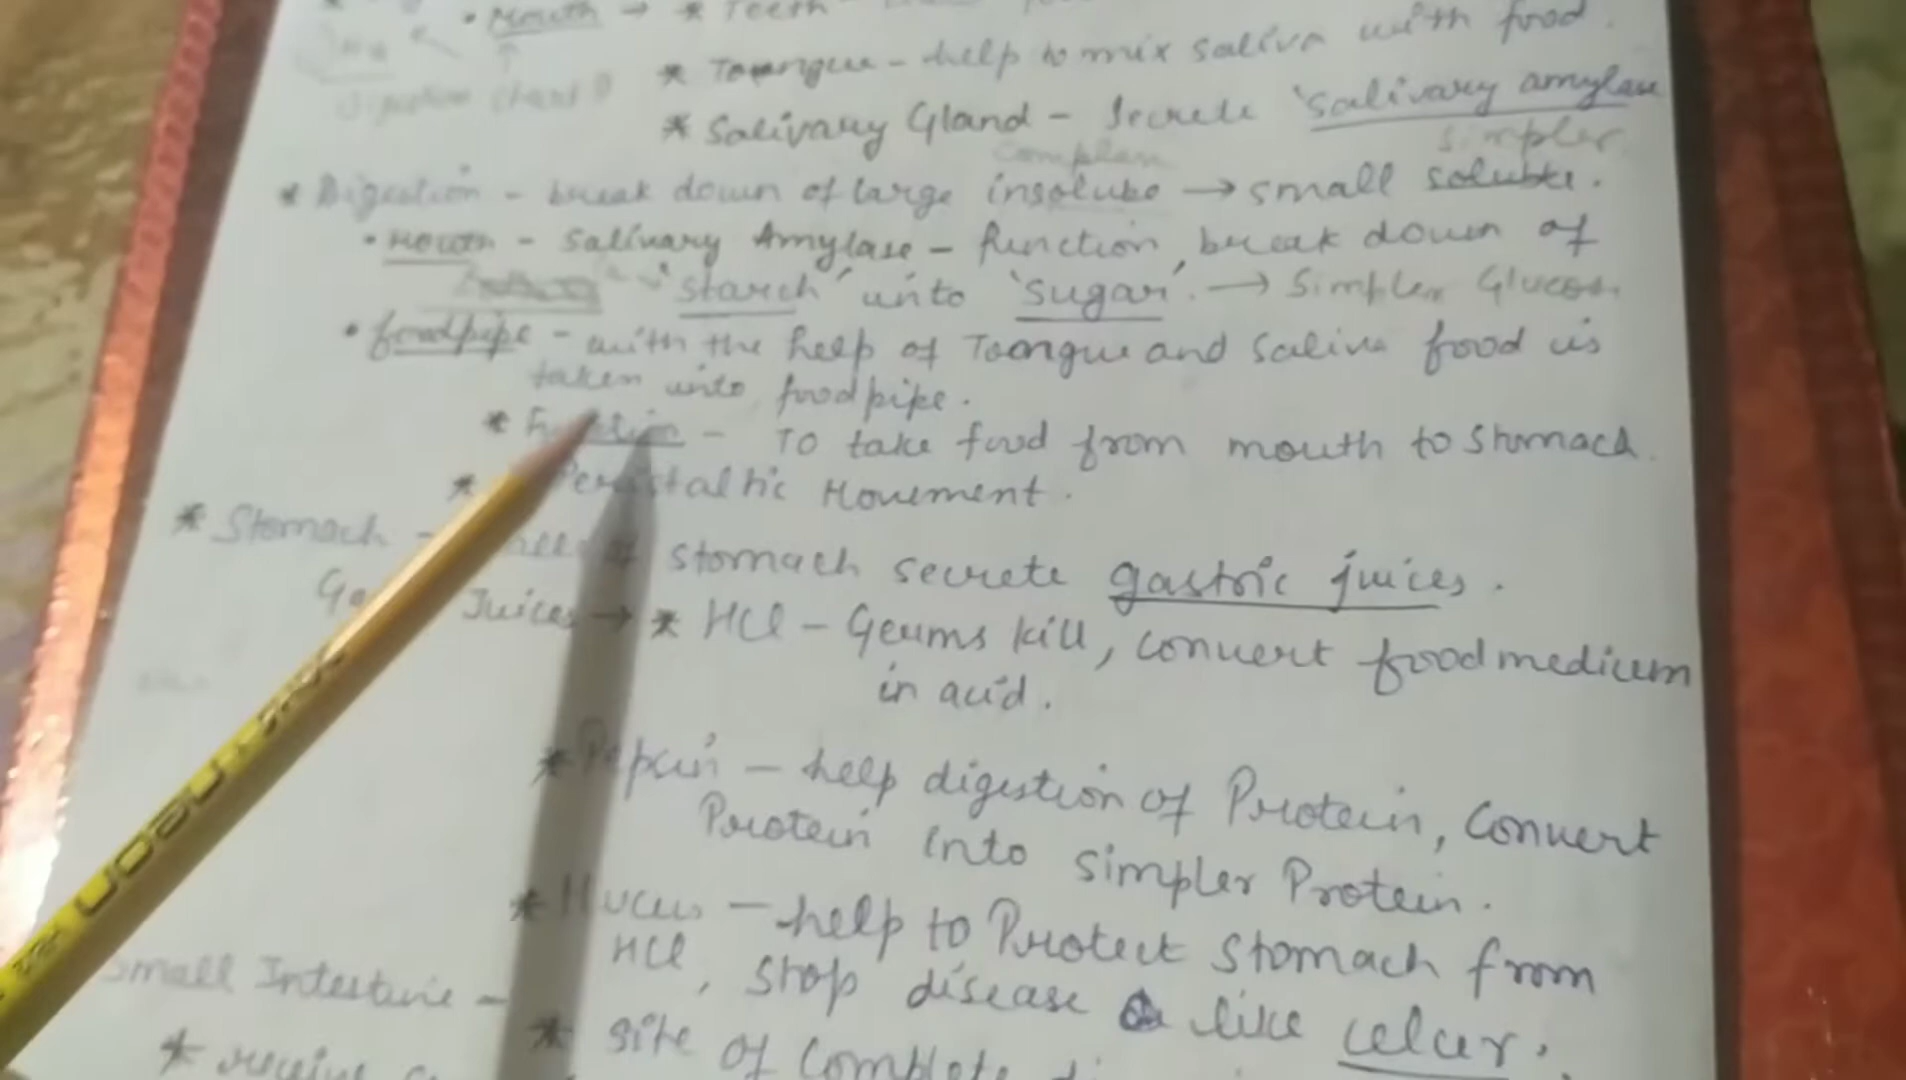 • Mouth → * Teeth
* Toongue - help to mix saliva with food.
Digestion chart
* Salivary Gland - Secrete 'salivary amylase
complex simpler
* Digestion - break down of large insolube → small soluble.
• Mouth - Salivary Amylase - function, break down of
'starch' into 'sugar'. → Simpler Glucose.
• foodpipe - with the help of Toongue and saliva food is
taken into foodpipe.
* Function - To take food from mouth to stomach.
* Peristaltic Movement.
* Stomach - stomach secrete gastric juices.
Juices → * HCl - Germs kill, convert food medium
in acid.
* Pepsin - help digestion of Protein, Convert
Protein into simpler Protein.
* Mucus - help to Protect Stomach from
HCl, stop disease like ulcer.
Small Intestine -
* site of Complete
* receive